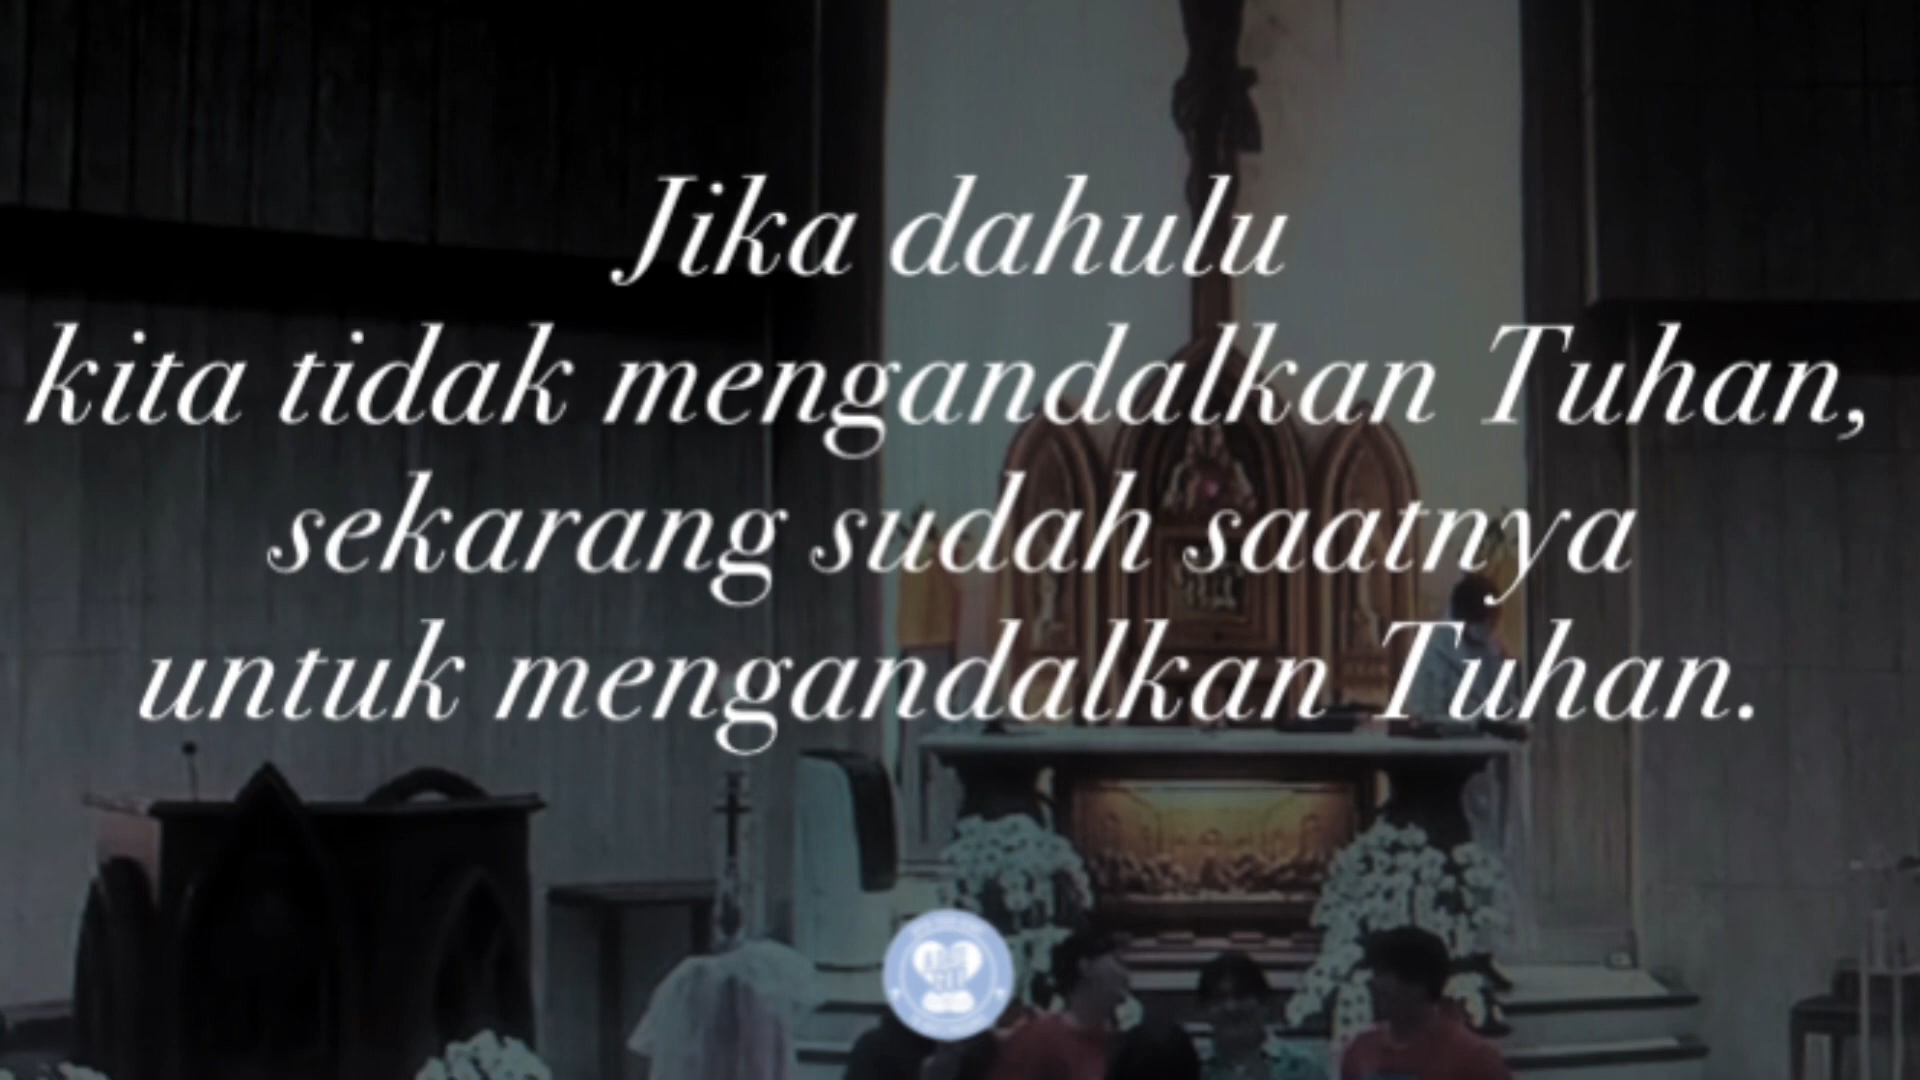 Jika dahulu
kita tidak mengandalkan Tuhan,
sekarang sudah saatnya
untuk mengandalkan Tuhan.